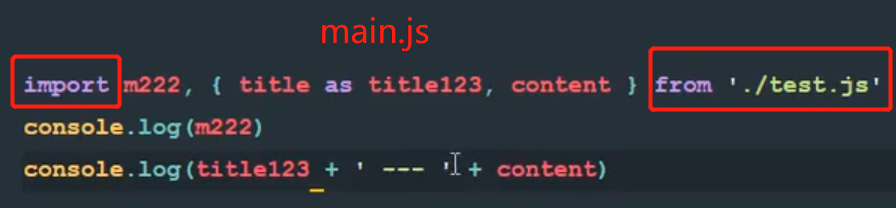 main.js
import m222, { title as title123, content } from './test.js'
console.log(m222)
console.log(title123 + ' --- ' + content)